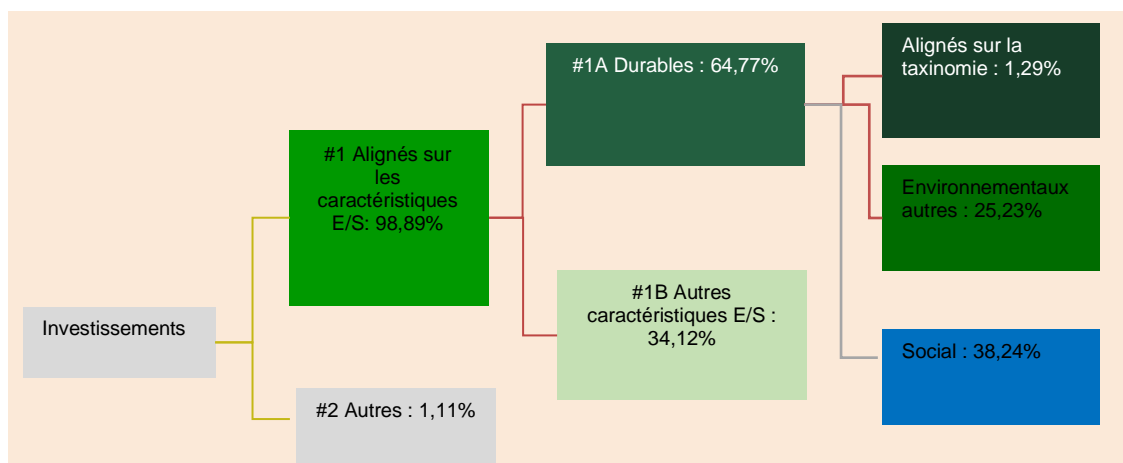 Investissements
#1 Alignés sur
les
caractéristiques
E/S: 98,89%
#2 Autres : 1,11%
#1A Durables : 64,77%
#1B Autres
caractéristiques E/S :
34,12%
Alignés sur la
taxinomie : 1,29%
Environnementaux
autres : 25,23%
Social : 38,24%